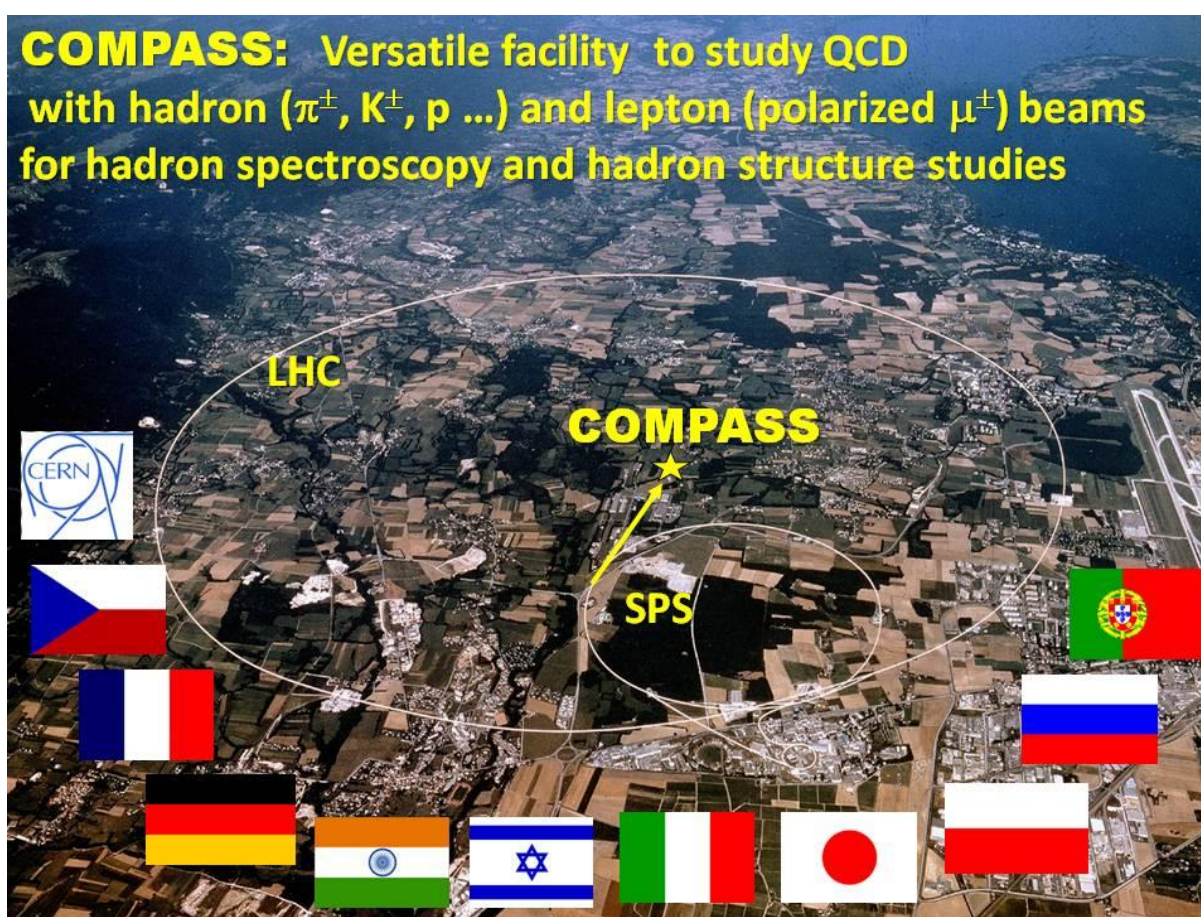 COMPASS: Versatile facility to study QCD
with hadron (π±, K±, p ...) and lepton (polarized μ±) beams
for hadron spectroscopy and hadron structure studies
LHC
COMPASS
CERN
SPS